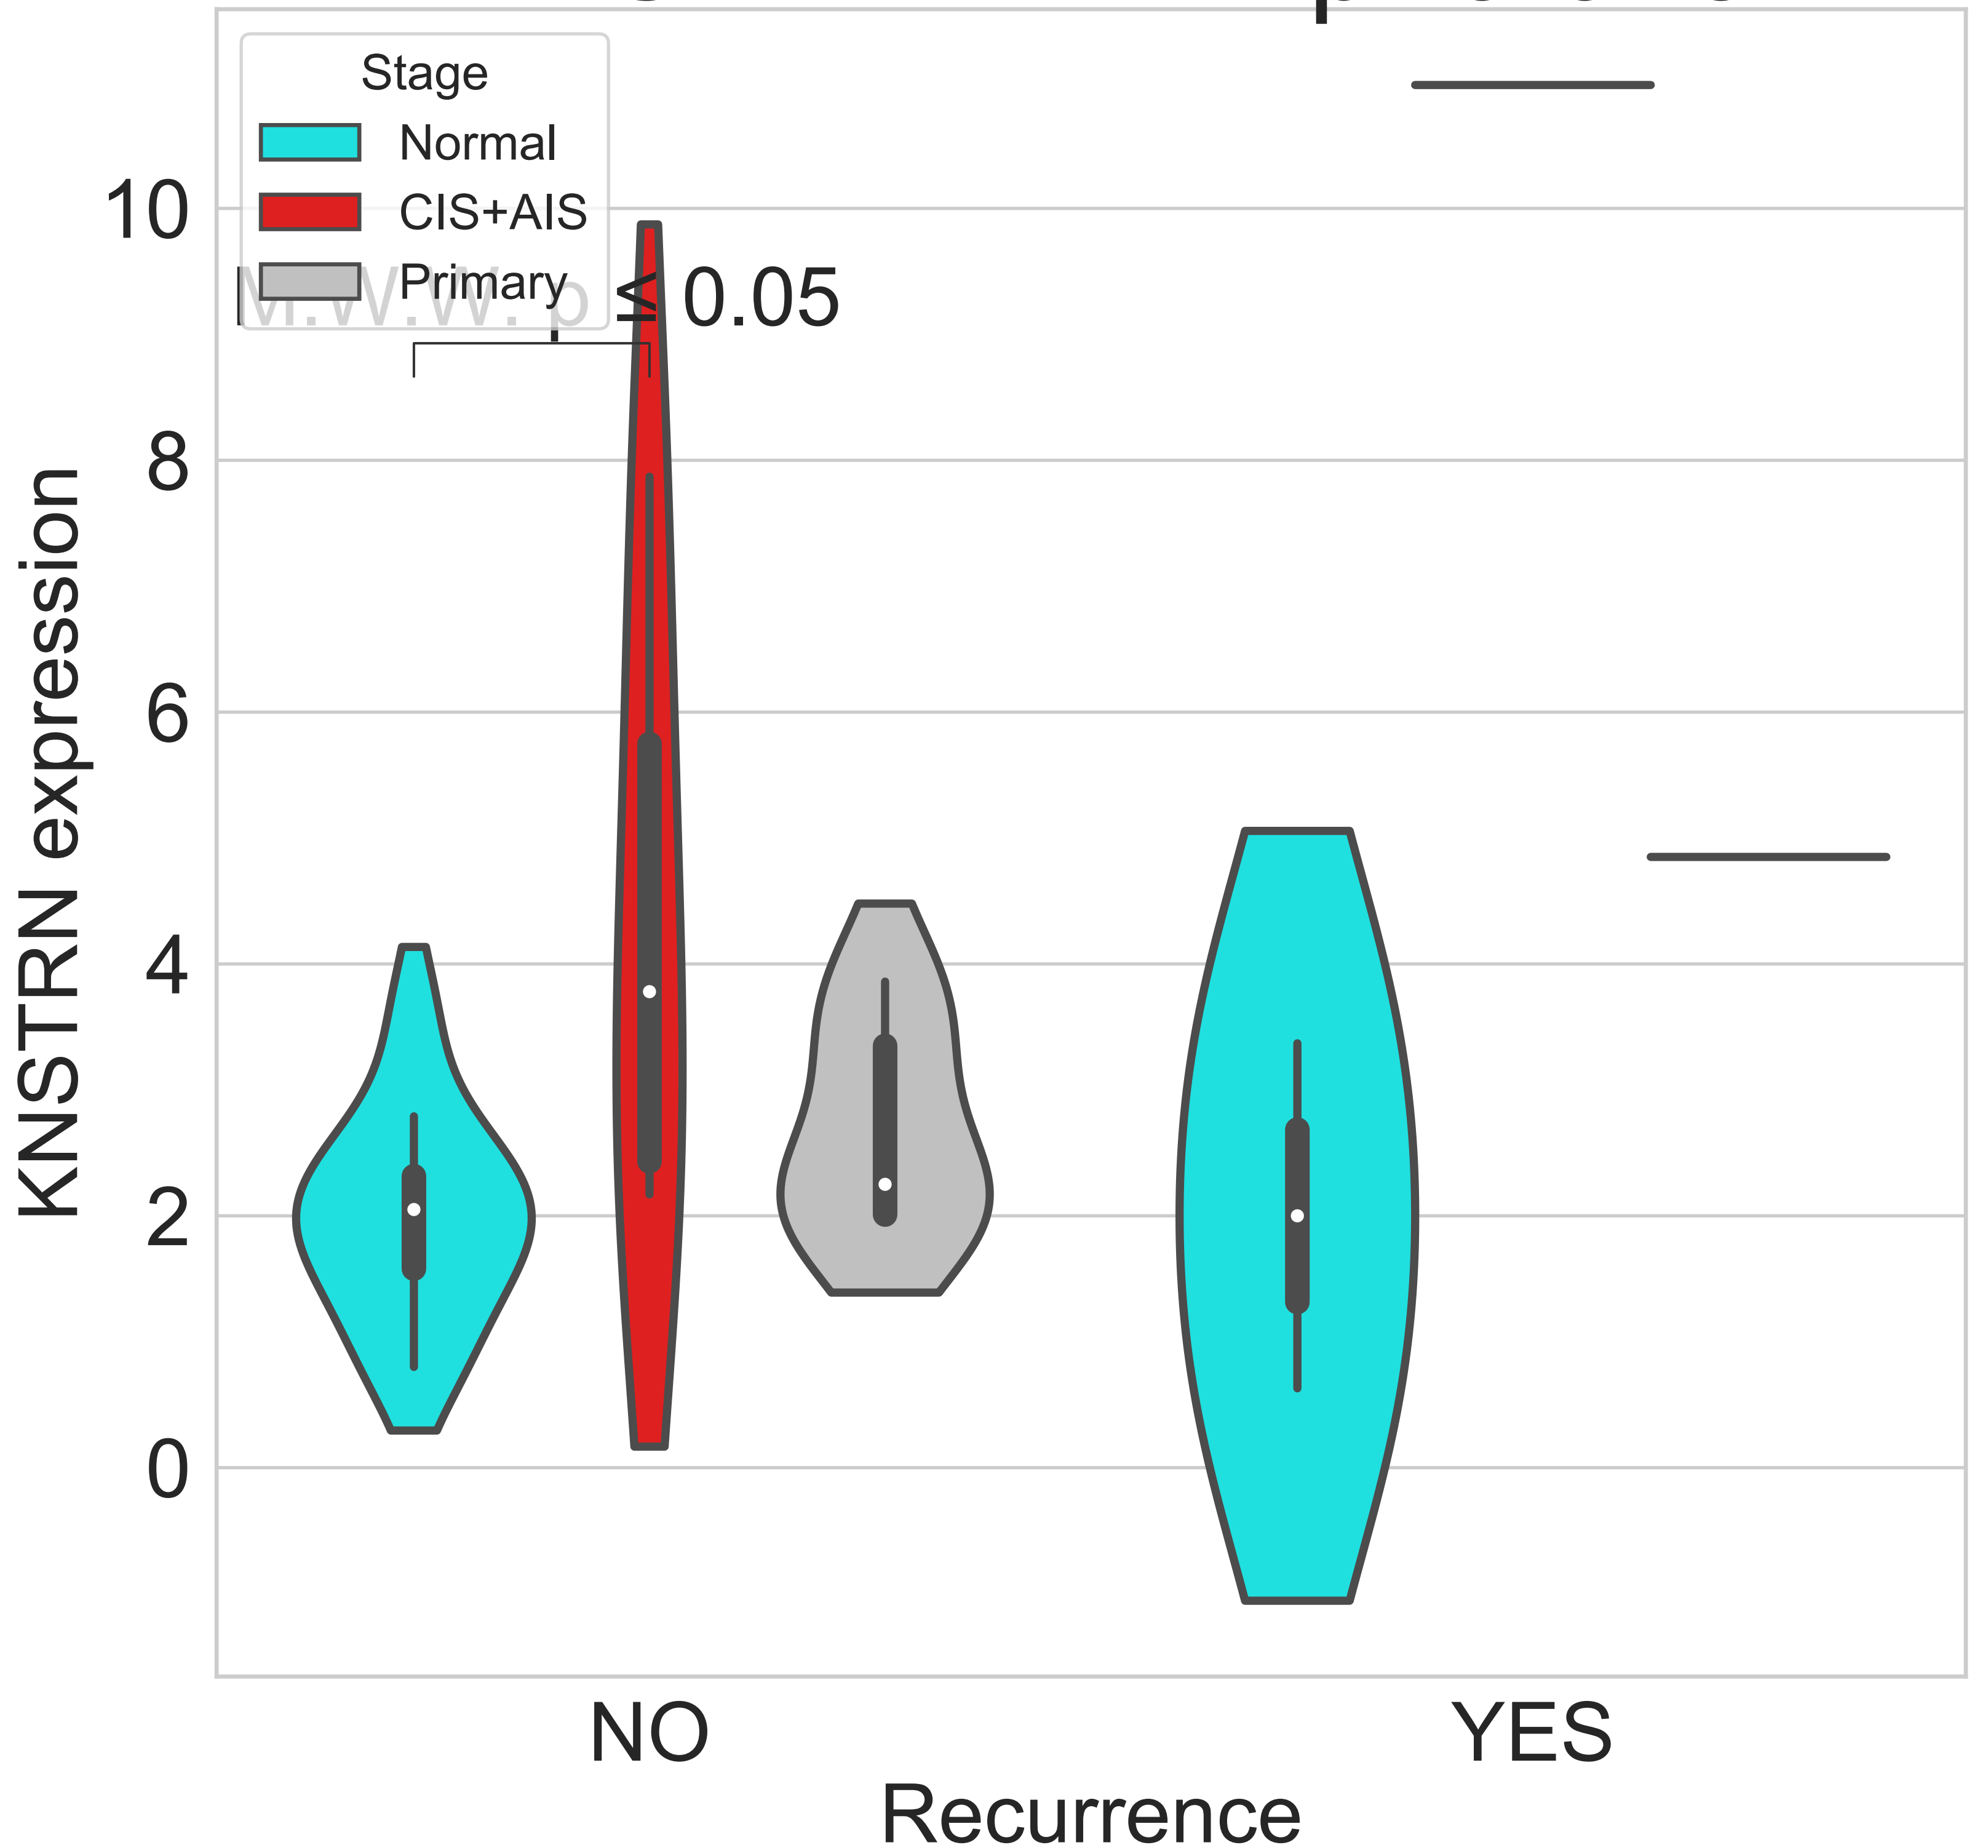 Stage
Normal
CIS+AIS
Primary
M.W.W. p ≤ 0.05
10
8
6
4
2
0
KNSTRN expression
NO
YES
Recurrence